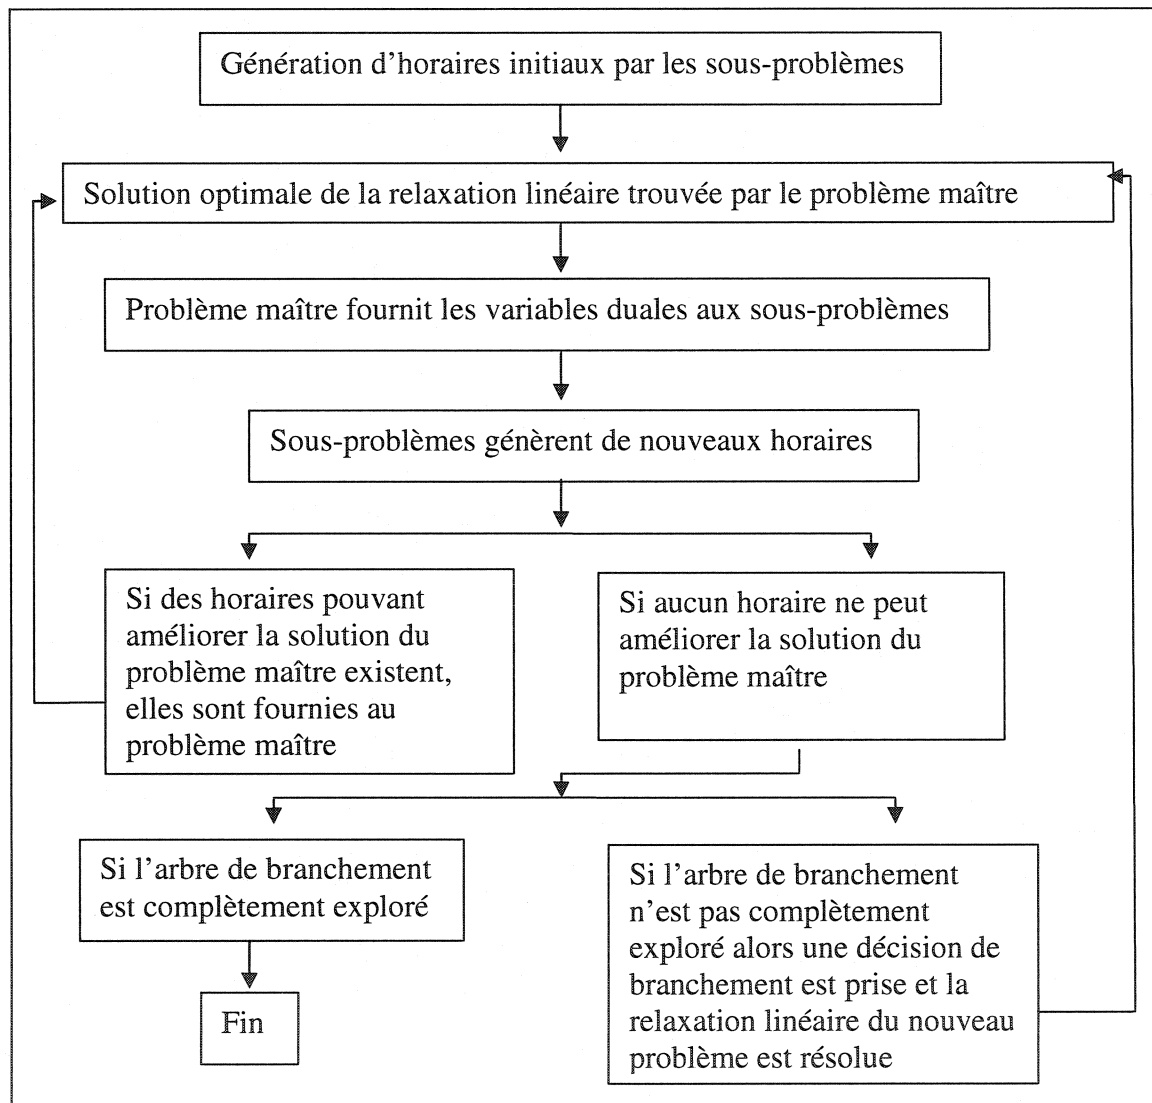 Génération d'horaires initiaux par les sous-problèmes
Solution optimale de la relaxation linéaire trouvée par le problème maître
Problème maître fournit les variables duales aux sous-problèmes
Sous-problèmes génèrent de nouveaux horaires
Si des horaires pouvant
améliorer la solution du
problème maître existent,
elles sont fournies au
problème maître
Si aucun horaire ne peut
améliorer la solution du
problème maître
Si l'arbre de branchement
est complètement exploré
Si l'arbre de branchement
n'est pas complètement
exploré alors une décision de
branchement est prise et la
relaxation linéaire du nouveau
problème est résolue
Fin